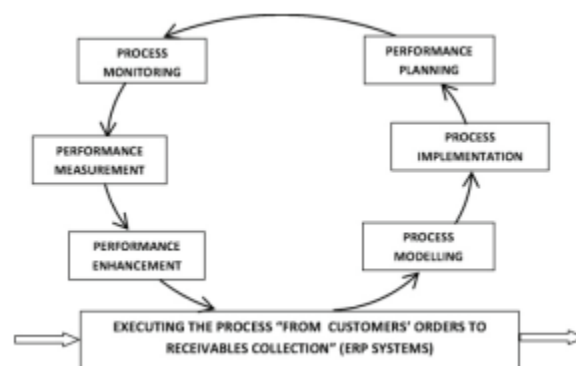 PROCESS
MONITORING
PERFORMANCE
PLANNING
PERFORMANCE
MEASUREMENT
PROCESS
IMPLEMENTATION
PERFORMANCE
ENHANCEMENT
PROCESS
MODELLING
EXECUTING THE PROCESS "FROM CUSTOMERS' ORDERS TO
RECEIVABLES COLLECTION" (ERP SYSTEMS)